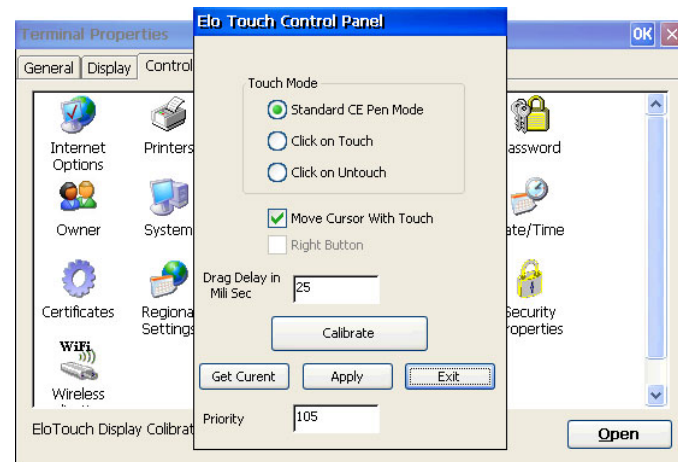 Terminal Properties
OK
General
Display
Control
Internet
Options
Printers
Owner
System
Certificates
Regiona
Settings
WiFi
Wireless
EloTouch Display Calibrat
Elo Touch Control Panel
Touch Mode
Standard CE Pen Mode
Click on Touch
Click on Untouch
Move Cursor With Touch
Right Button
Drag Delay in
Mili Sec
25
Calibrate
Get Curent
Apply
Exit
Priority
105
assword
ate/Time
Security
roperties
Open